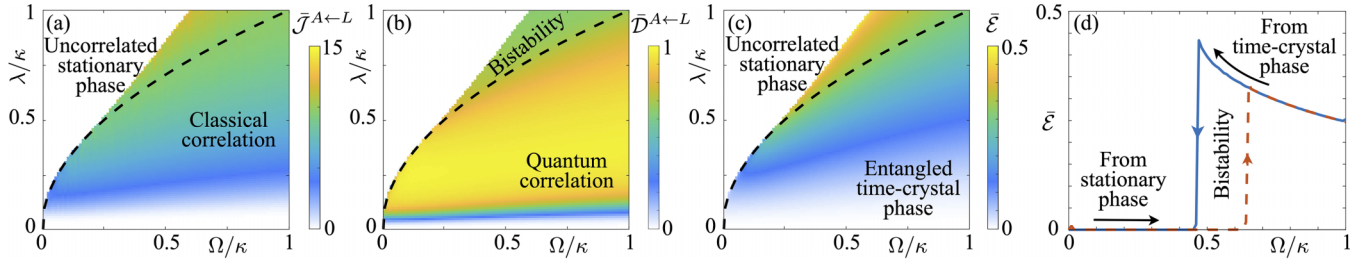 (a)
Uncorrelated
stationary
phase
Classical
correlation
λ/κ
1
0.5
0
0
0.5
1
Ω/κ
𝒥̄^{A←L}
15
0
(b)
Bistability
Quantum
correlation
λ/κ
1
0.5
0
0
0.5
1
Ω/κ
𝒟̄^{A←L}
1
0
(c)
Uncorrelated
stationary
phase
Entangled
time-crystal
phase
λ/κ
1
0.5
0
0
0.5
1
Ω/κ
ℰ̄
0.5
0
(d)
From
time-crystal
phase
Bistability
From
stationary
phase
ℰ̄
0.5
0
0
0.5
1
Ω/κ